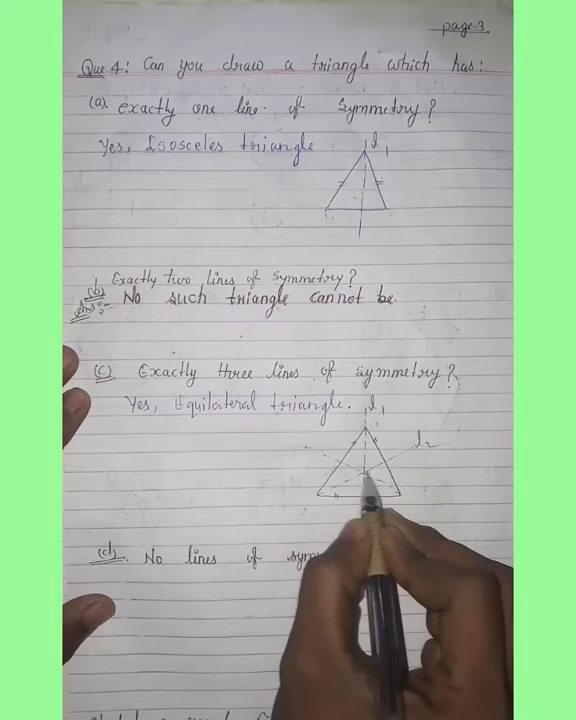 page-3
Que 4: Can you draw a triangle which has:
(a). exactly one line of symmetry?
Yes, Isosceles triangle
l1
(b) Exactly two lines of symmetry?
Ans:- No such triangle cannot be.
(c) Exactly three lines of symmetry?
Yes, Equilateral triangle.
l1
l2
(d). No lines of sym